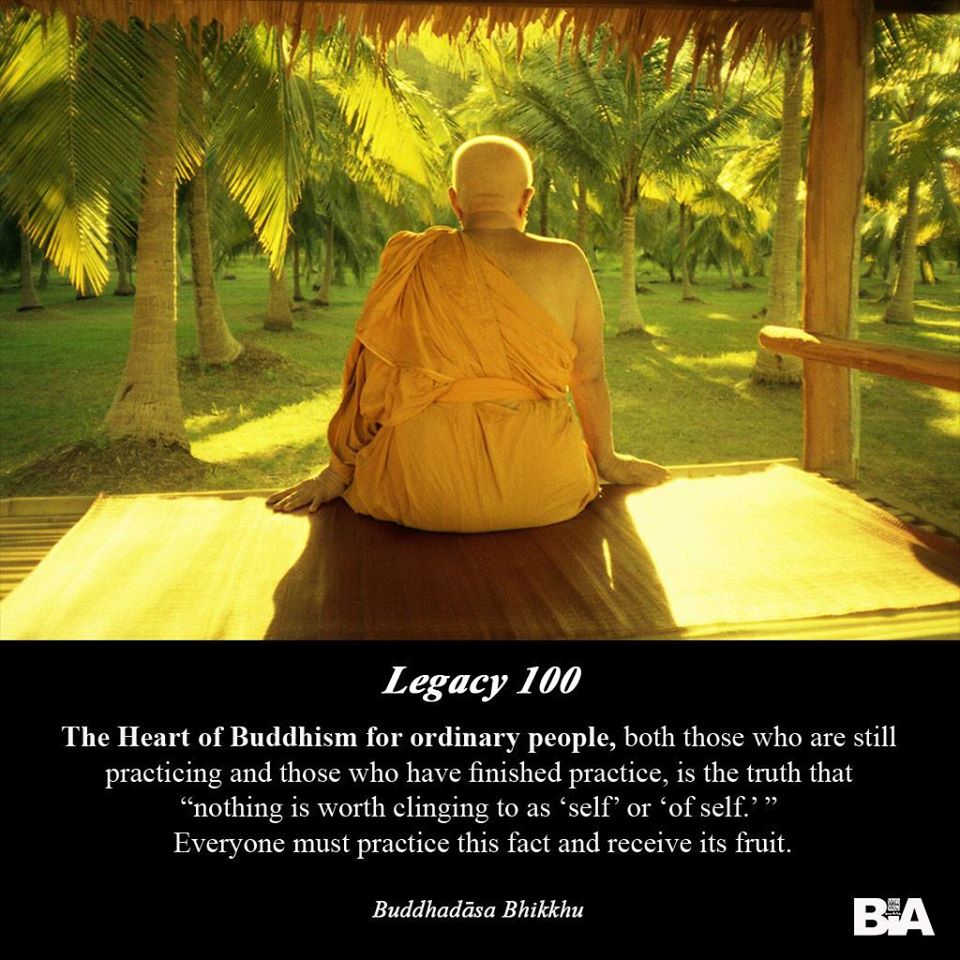 Legacy 100
The Heart of Buddhism for ordinary people, both those who are still
practicing and those who have finished practice, is the truth that
“nothing is worth clinging to as ‘self’ or ‘of self.’ ”
Everyone must practice this fact and receive its fruit.
Buddhadāsa Bhikkhu
BiA